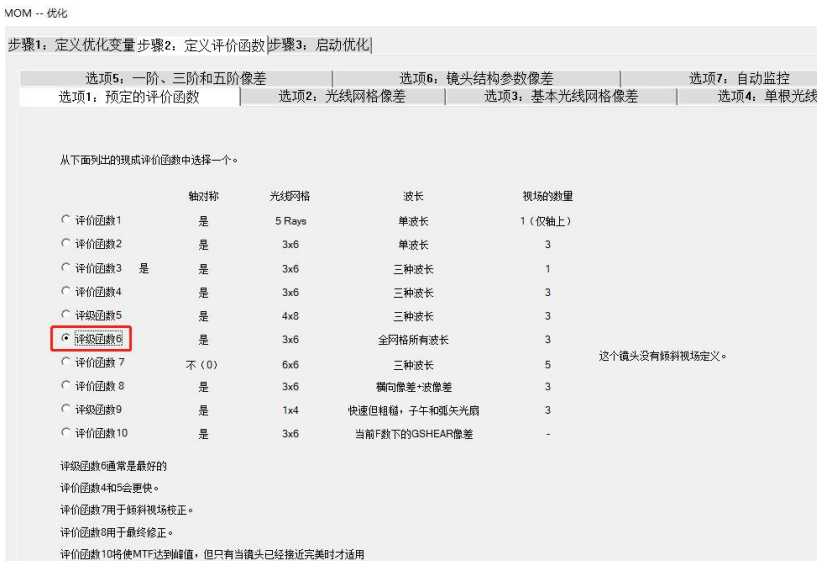 MOM -- 优化
步骤1：定义优化变量 步骤2：定义评价函数 步骤3：启动优化
选项5：一阶、三阶和五阶像差 选项6：镜头结构参数像差 选项7：自动监控
选项1：预定的评价函数 选项2：光线网格像差 选项3：基本光线网格像差 选项4：单根光线
从下面列出的现成评价函数中选择一个。
轴对称 光线网格 波长 视场的数量
评价函数1 是 5 Rays 单波长 1（仅轴上）
评价函数2 是 3x6 单波长 3
评价函数3 是 是 3x6 三种波长 1
评价函数4 是 3x6 三种波长 3
评级函数5 是 4x8 三种波长 3
评级函数6 是 3x6 全网格所有波长 3
这个镜头没有倾斜视场定义。
评价函数 7 不（0） 6x6 三种波长 5
评价函数 8 是 3x6 横向像差+波像差 3
评级函数9 是 1x4 快速但粗糙，子午和弧矢光扇 3
评价函数10 是 3x6 当前F数下的GSHEAR像差 -
评级函数6通常是最好的
评价函数4和5会更快。
评价函数7用于倾斜视场校正。
评价函数8用于最终修正。
评价函数10将使MTF达到峰值，但只有当镜头已经接近完美时才适用